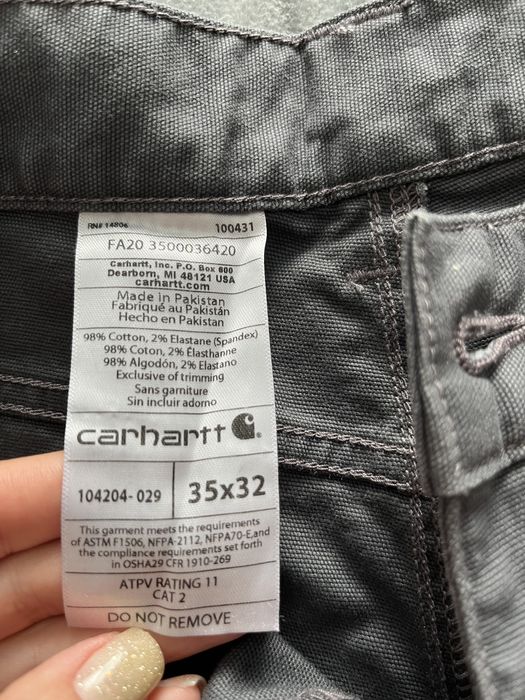 RN# 14806 100431
FA20 3500036420
Carhartt, Inc. P.O. Box 600
Dearborn, MI 48121 USA
carhartt.com
Made in Pakistan
Fabriqué au Pakistán
Hecho en Pakistan
98% Cotton, 2% Elastane (Spandex)
98% Coton, 2% Élasthanne
98% Algodón, 2% Elastano
Exclusive of trimming
Sans garniture
Sin incluir adorno
carhartt
104204-029 35x32
This garment meets the requirements
of ASTM F1506, NFPA-2112, NFPA70-E,and
the compliance requirements set forth
in OSHA29 CFR 1910-269
ATPV RATING 11
CAT 2
DO NOT REMOVE